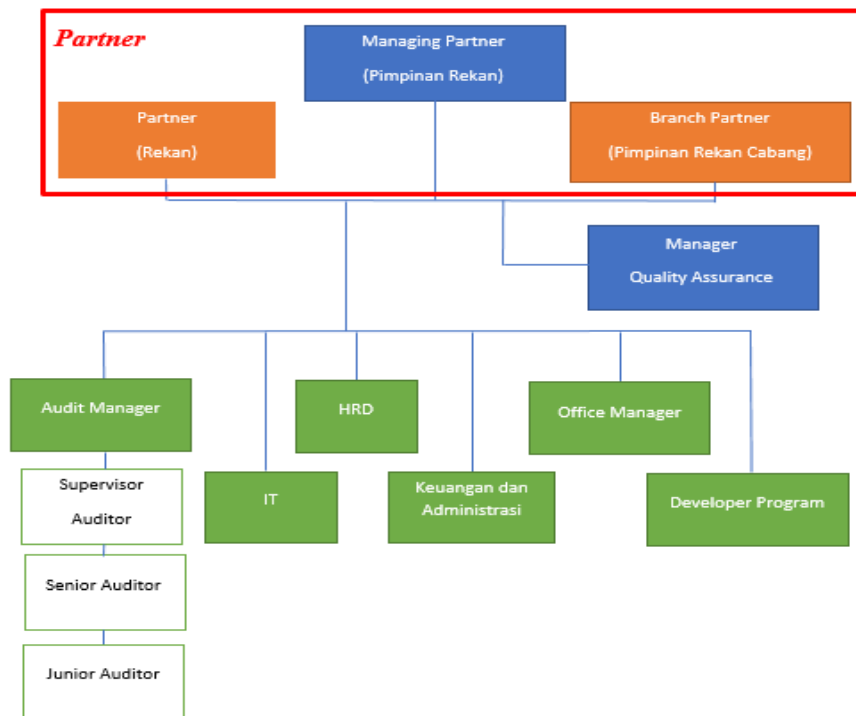 Partner
Managing Partner
(Pimpinan Rekan)
Partner
(Rekan)
Branch Partner
(Pimpinan Rekan Cabang)
Manager
Quality Assurance
Audit Manager
HRD
Office Manager
Supervisor
Auditor
IT
Keuangan dan
Administrasi
Developer Program
Senior Auditor
Junior Auditor